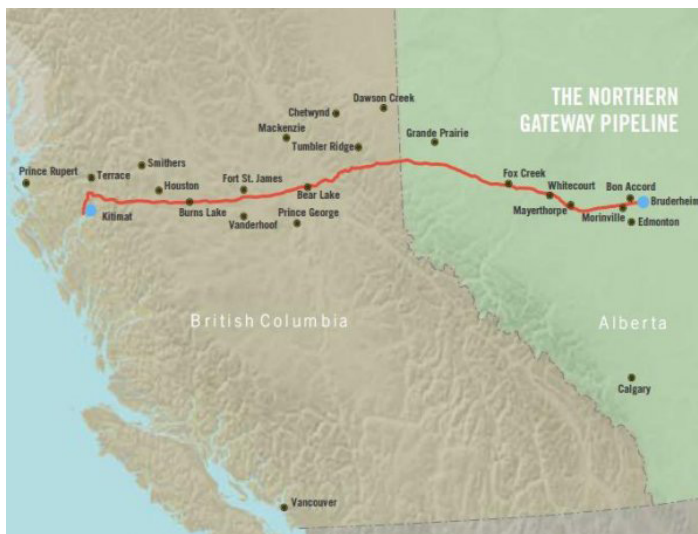 THE NORTHERN
GATEWAY PIPELINE
Dawson Creek
Chetwynd
Mackenzie
Tumbler Ridge
Grande Prairie
Smithers
Prince Rupert
Terrace
Houston
Fort St. James
Bear Lake
Fox Creek
Whitecourt
Bon Accord
Bruderheim
Kitimat
Burns Lake
Vanderhoof
Prince George
Mayerthorpe
Morinville
Edmonton
British Columbia
Alberta
Calgary
Vancouver